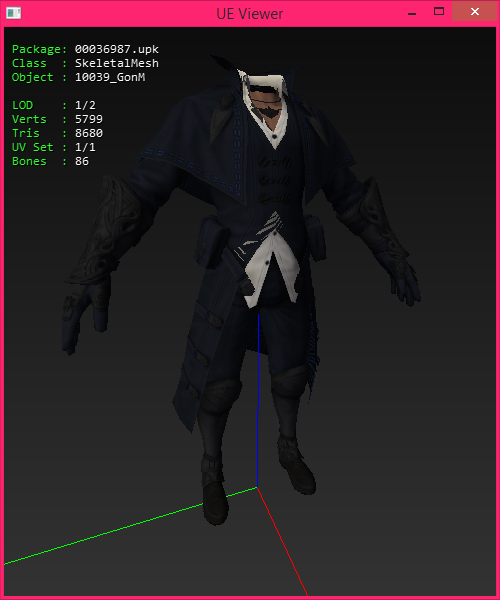 UE Viewer
Package: 00036987.upk
Class : SkeletalMesh
Object : 10039_GonM
LOD : 1/2
Verts : 5799
Tris : 8680
UV Set : 1/1
Bones : 86